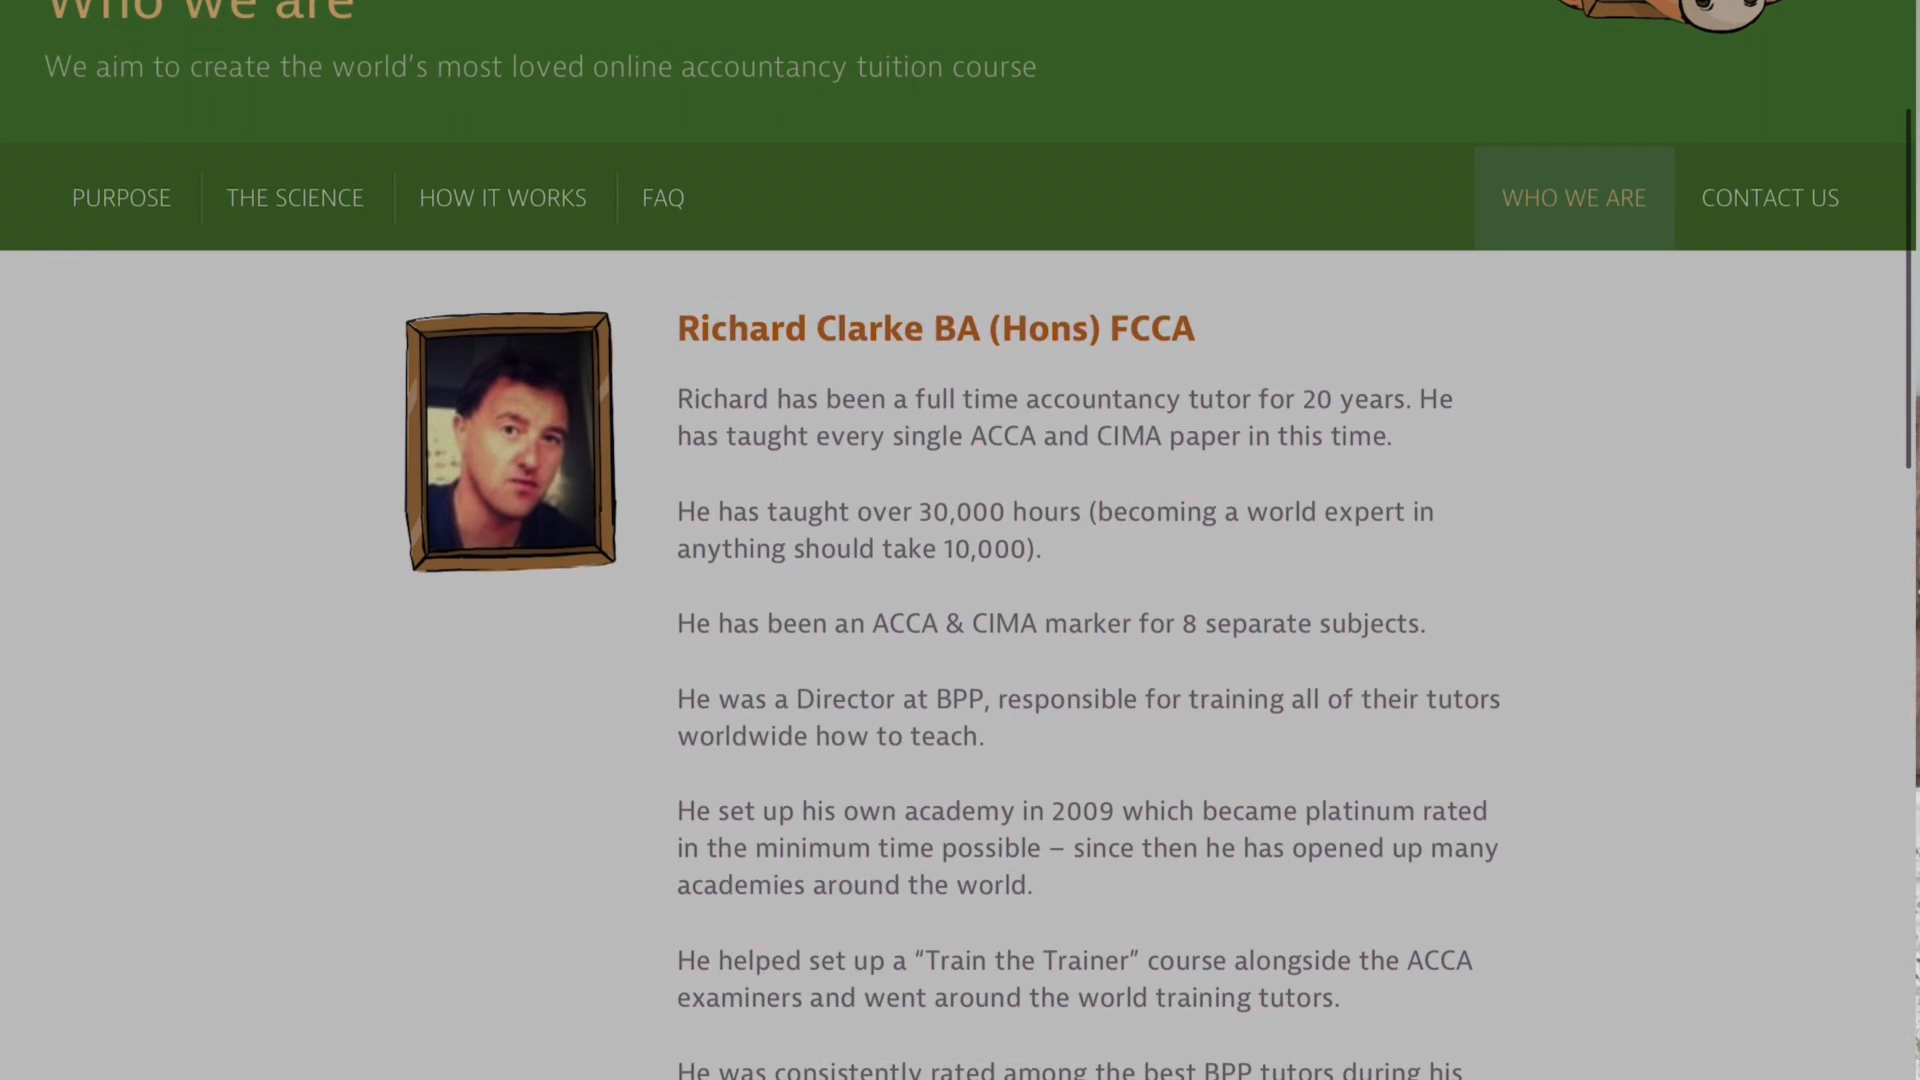 Who we are
We aim to create the world's most loved online accountancy tuition course
PURPOSE
THE SCIENCE
HOW IT WORKS
FAQ
WHO WE ARE
CONTACT US
Richard Clarke BA (Hons) FCCA
Richard has been a full time accountancy tutor for 20 years. He
has taught every single ACCA and CIMA paper in this time.
He has taught over 30,000 hours (becoming a world expert in
anything should take 10,000).
He has been an ACCA & CIMA marker for 8 separate subjects.
He was a Director at BPP, responsible for training all of their tutors
worldwide how to teach.
He set up his own academy in 2009 which became platinum rated
in the minimum time possible – since then he has opened up many
academies around the world.
He helped set up a “Train the Trainer” course alongside the ACCA
examiners and went around the world training tutors.
He was consistently rated among the best BPP tutors during his